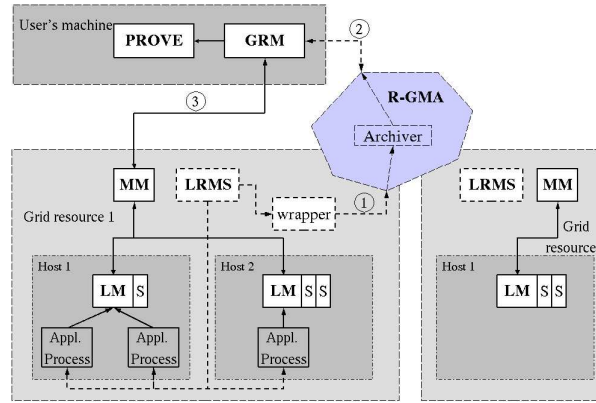 User's machine
PROVE
GRM
2
R-GMA
Archiver
3
MM
LRMS
1
wrapper
Grid resource 1
LRMS
MM
Grid
resource
Host 1
LM
S
Host 2
LM
S
S
Host 1
LM
S
S
Appl.
Process
Appl.
Process
Appl.
Process